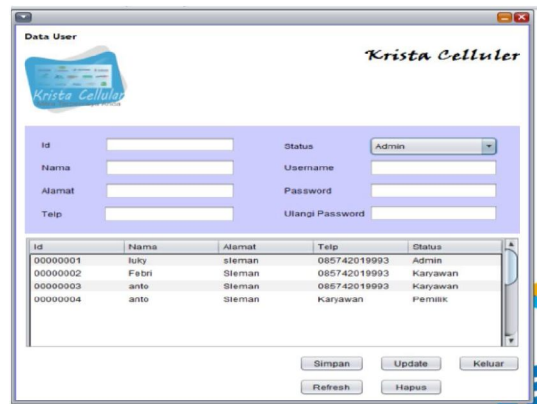 Data User
Krista Celluler
Krista Cellular
Id
Status Admin
Nama
Username
Alamat
Password
Telp
Ulangi Password
Id Nama Alamat Telp Status
00000001 luky sleman 085742019993 Admin
00000002 Febri Sleman 085742019993 Karyawan
00000003 anto Sleman 085742019993 Karyawan
00000004 anto Sleman Karyawan Pemilik
Simpan Update Keluar
Refresh Hapus